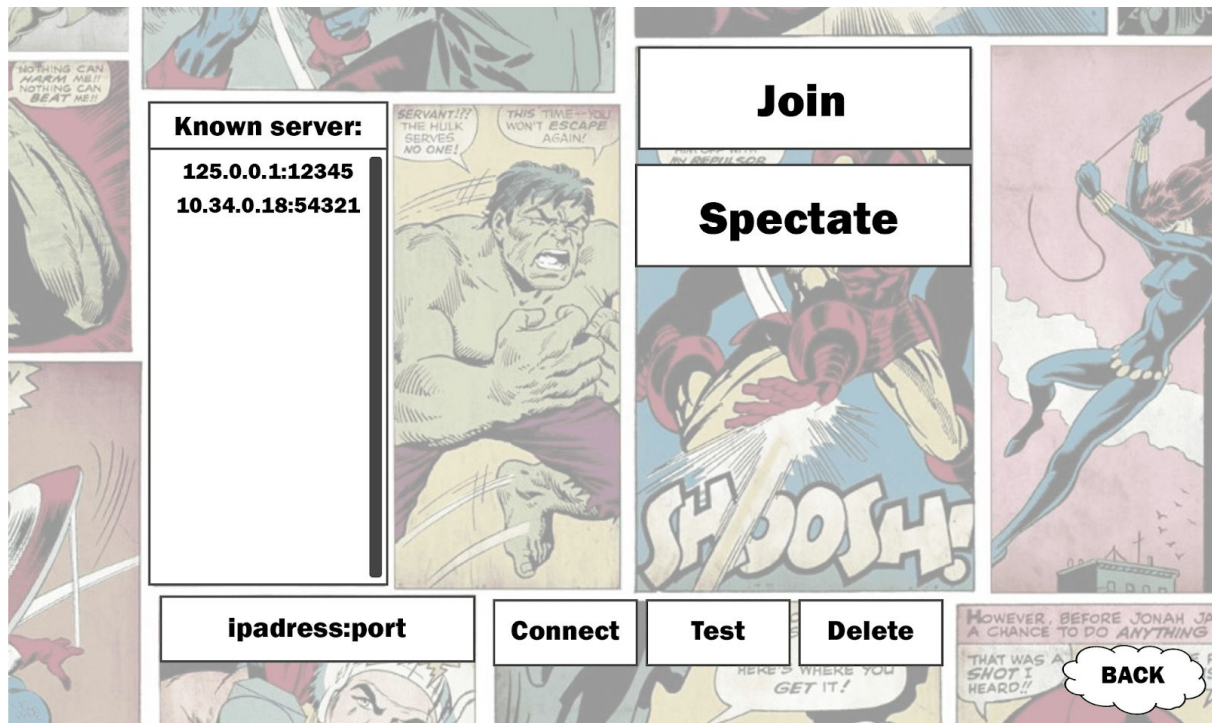 NOTHING CAN
HARM ME!!
NOTHING CAN
BEAT ME!!
Known server:
125.0.0.1:12345
10.34.0.18:54321
SERVANT!??
THE HULK
SERVES
NO ONE!
THIS TIME--YOU
WON'T ESCAPE
AGAIN!
Join
MY REPULSOR
Spectate
SHOOSH!
ipadress:port
Connect
Test
Delete
HERE'S WHERE YOU
GET IT!
HOWEVER, BEFORE JONAH
A CHANCE TO DO ANYTHING
THAT WAS A
SHOT I
HEARD!!
BACK